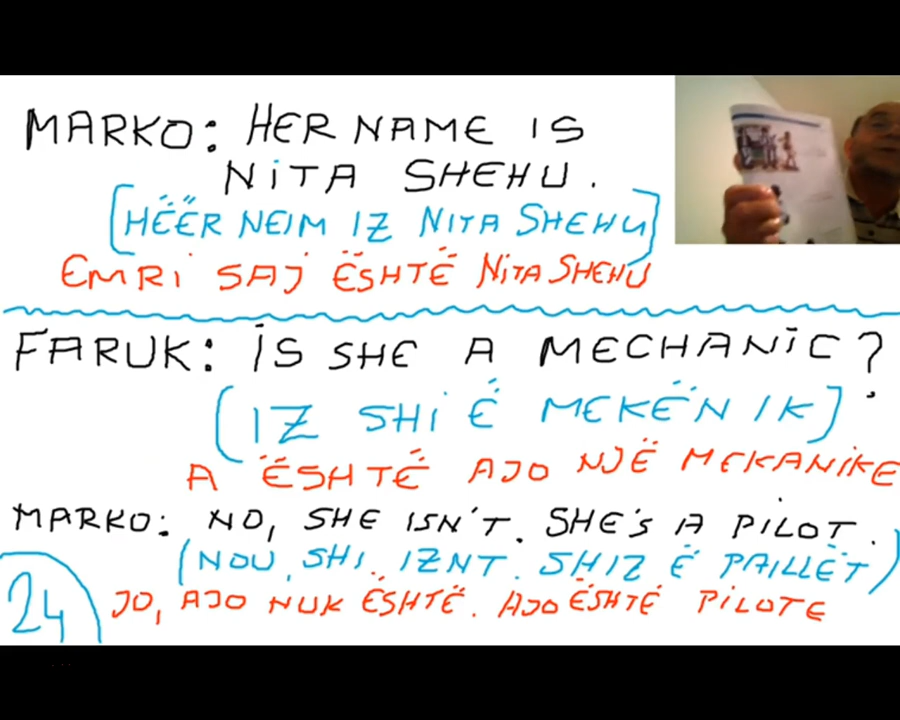 MARKO: HER NAME IS
NITA SHEHU.
[HËËR NEIM IZ NITA SHEHU]
EMRI SAJ ËSHTË NITA SHEHU
FARUK: IS SHE A MECHANIC?
(IZ SHI Ë MEKËN IK)
A ËSHTË AJO NJË MEKANIKE
MARKO: NO, SHE ISN'T. SHE'S A PILOT.
(NOU, SHI. IZNT. SHIZ Ë PAILLËT)
24 JO, AJO NUK ËSHTË. AJO ËSHTË PILOTE